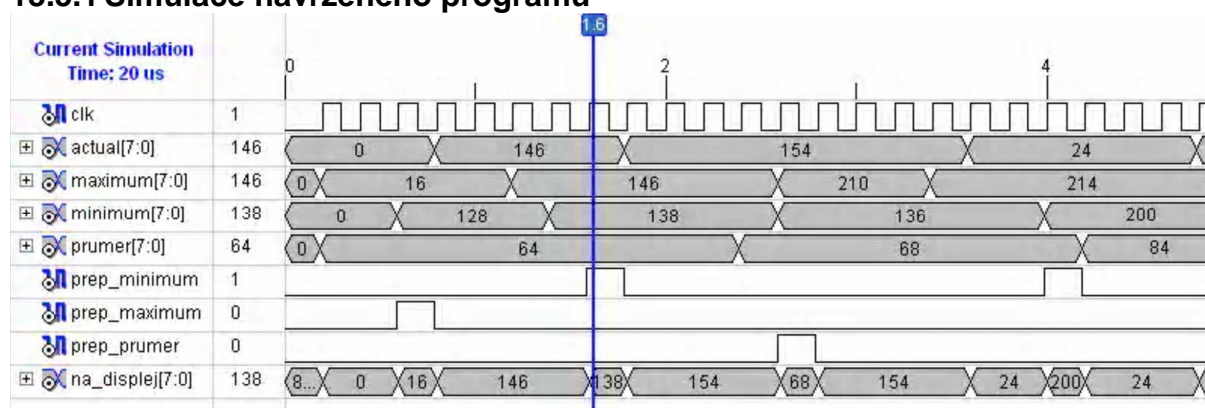 1.6
Current Simulation
Time: 20 us
0 2 4
clk 1
actual[7:0] 146 0 146 154 24
maximum[7:0] 146 0 16 146 210 214
minimum[7:0] 138 0 128 138 136 200
prumer[7:0] 64 0 64 68 84
prep_minimum 1
prep_maximum 0
prep_prumer 0
na_displej[7:0] 138 8... 0 16 146 138 154 68 154 24 200 24